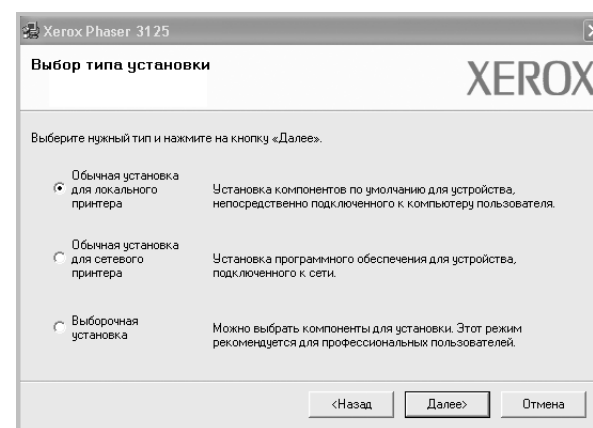 Xerox Phaser 3125
Выбор типа установки
XEROX
Выберите нужный тип и нажмите на кнопку «Далее».
Обычная установка
для локального
принтера
Установка компонентов по умолчанию для устройства,
непосредственно подключенного к компьютеру пользователя.
Обычная установка
для сетевого
принтера
Установка программного обеспечения для устройства,
подключенного к сети.
Выборочная
установка
Можно выбрать компоненты для установки. Этот режим
рекомендуется для профессиональных пользователей.
<Назад
Далее>
Отмена